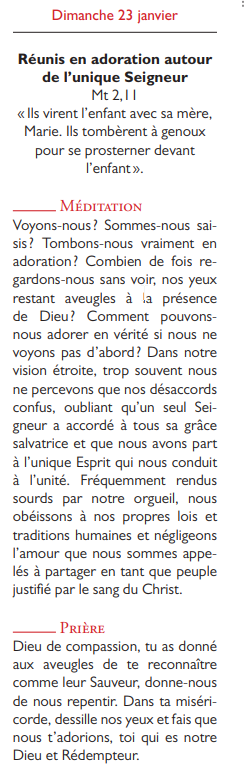 Dimanche 23 janvier
Réunis en adoration autour
de l’unique Seigneur
Mt 2,11
« Ils virent l’enfant avec sa mère,
Marie. Ils tombèrent à genoux
pour se prosterner devant
l’enfant ».
Méditation
Voyons-nous ? Sommes-nous sai-
sis ? Tombons-nous vraiment en
adoration ? Combien de fois re-
gardons-nous sans voir, nos yeux
restant aveugles à la présence
de Dieu ? Comment pouvons-
nous adorer en vérité si nous ne
voyons pas d’abord ? Dans notre
vision étroite, trop souvent nous
ne percevons que nos désaccords
confus, oubliant qu’un seul Sei-
gneur a accordé à tous sa grâce
salvatrice et que nous avons part
à l’unique Esprit qui nous conduit
à l’unité. Fréquemment rendus
sourds par notre orgueil, nous
obéissons à nos propres lois et
traditions humaines et négligeons
l’amour que nous sommes appe-
lés à partager en tant que peuple
justifié par le sang du Christ.
Prière
Dieu de compassion, tu as donné
aux aveugles de te reconnaître
comme leur Sauveur, donne-nous
de nous repentir. Dans ta miséri-
corde, dessille nos yeux et fais que
nous t’adorions, toi qui es notre
Dieu et Rédempteur.